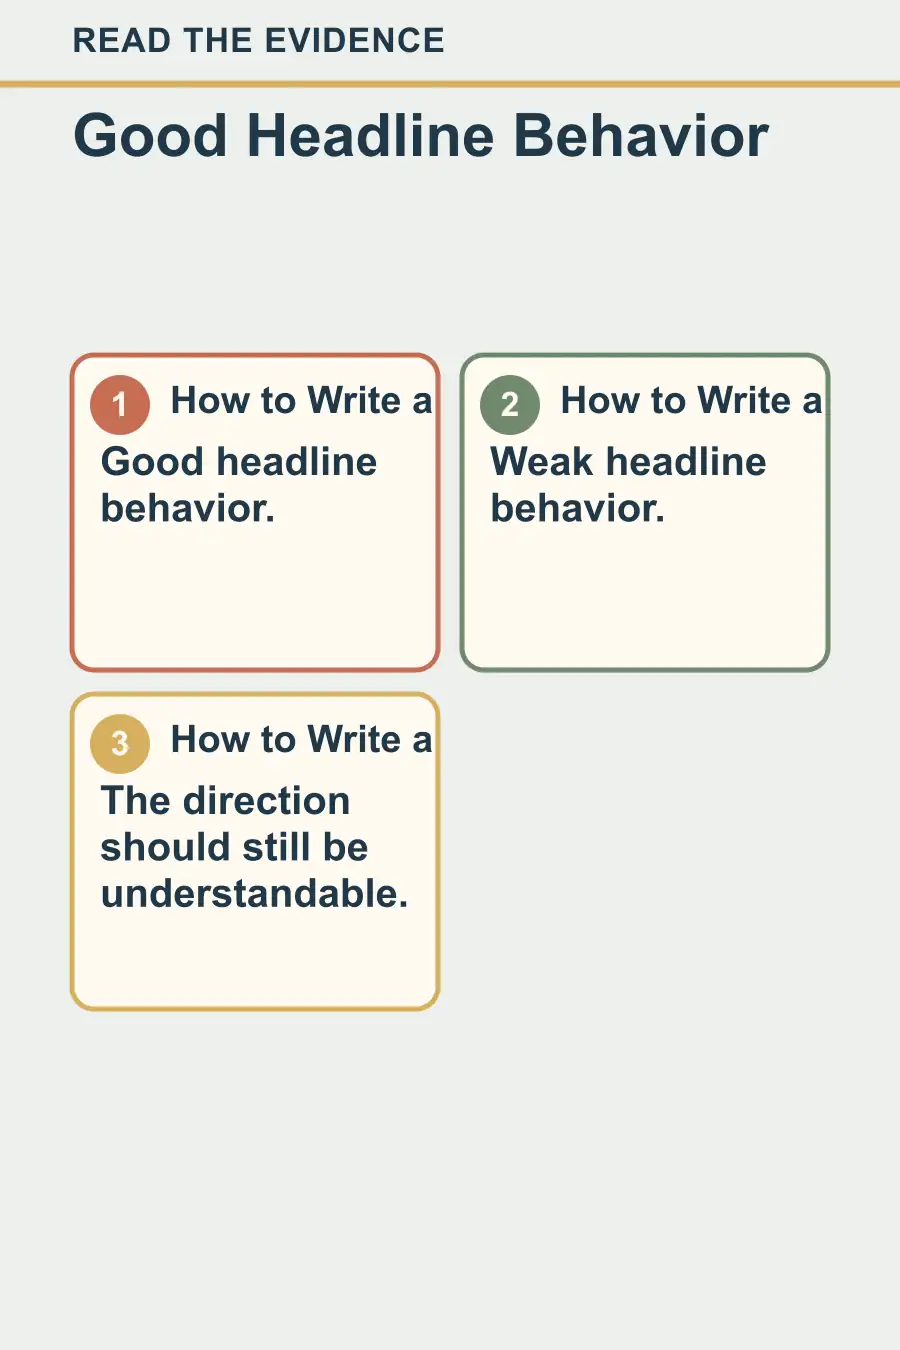 READ THE EVIDENCE
Good Headline Behavior
1 How to Write a
Good headline
behavior.
2 How to Write a
Weak headline
behavior.
3 How to Write a
The direction
should still be
understandable.